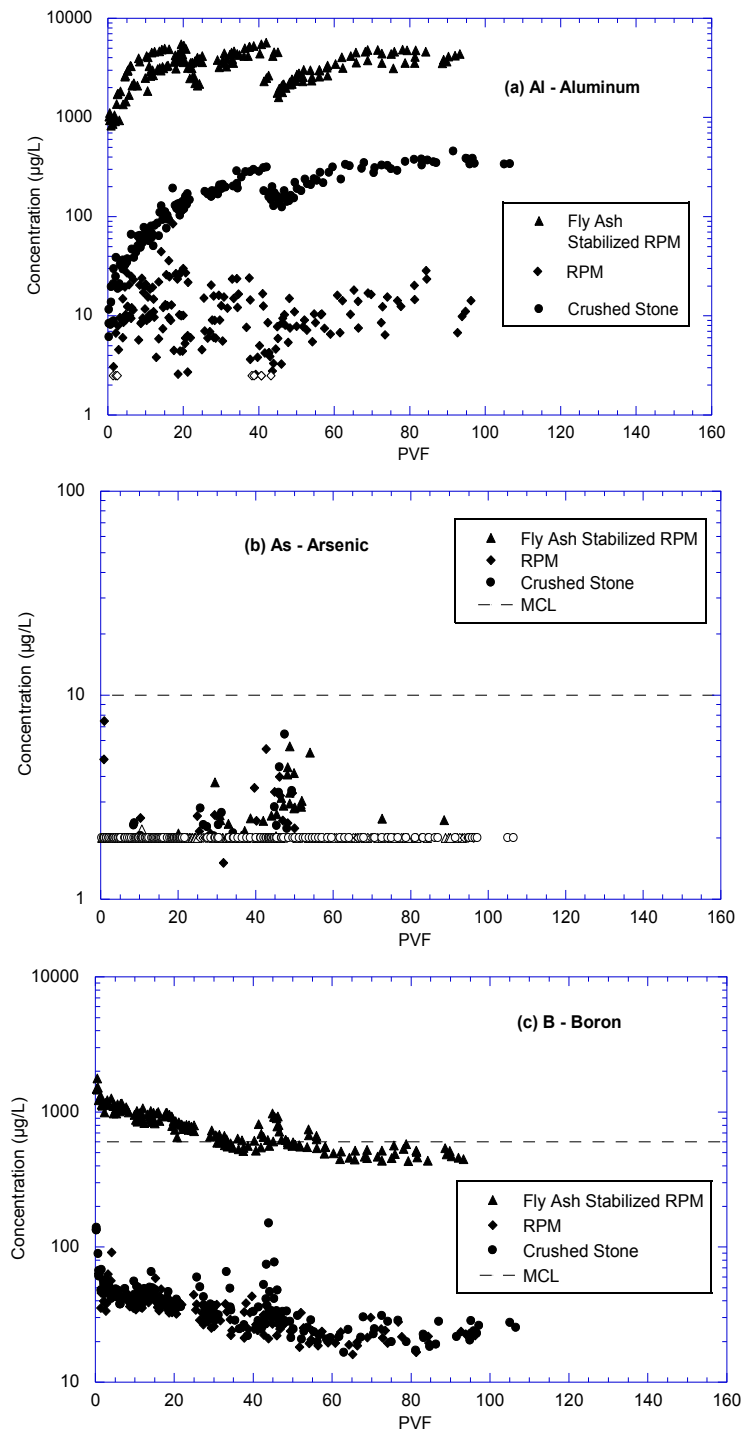 10000
1000
100
10
1
Concentration (µg/L)
(a) Al - Aluminum
Fly Ash
Stabilized RPM
RPM
Crushed Stone
0 20 40 60 80 100 120 140 160
PVF
100
10
1
Concentration (µg/L)
(b) As - Arsenic
Fly Ash Stabilized RPM
RPM
Crushed Stone
MCL
0 20 40 60 80 100 120 140 160
PVF
10000
1000
100
10
Concentration (µg/L)
(c) B - Boron
Fly Ash Stabilized RPM
RPM
Crushed Stone
MCL
0 20 40 60 80 100 120 140 160
PVF